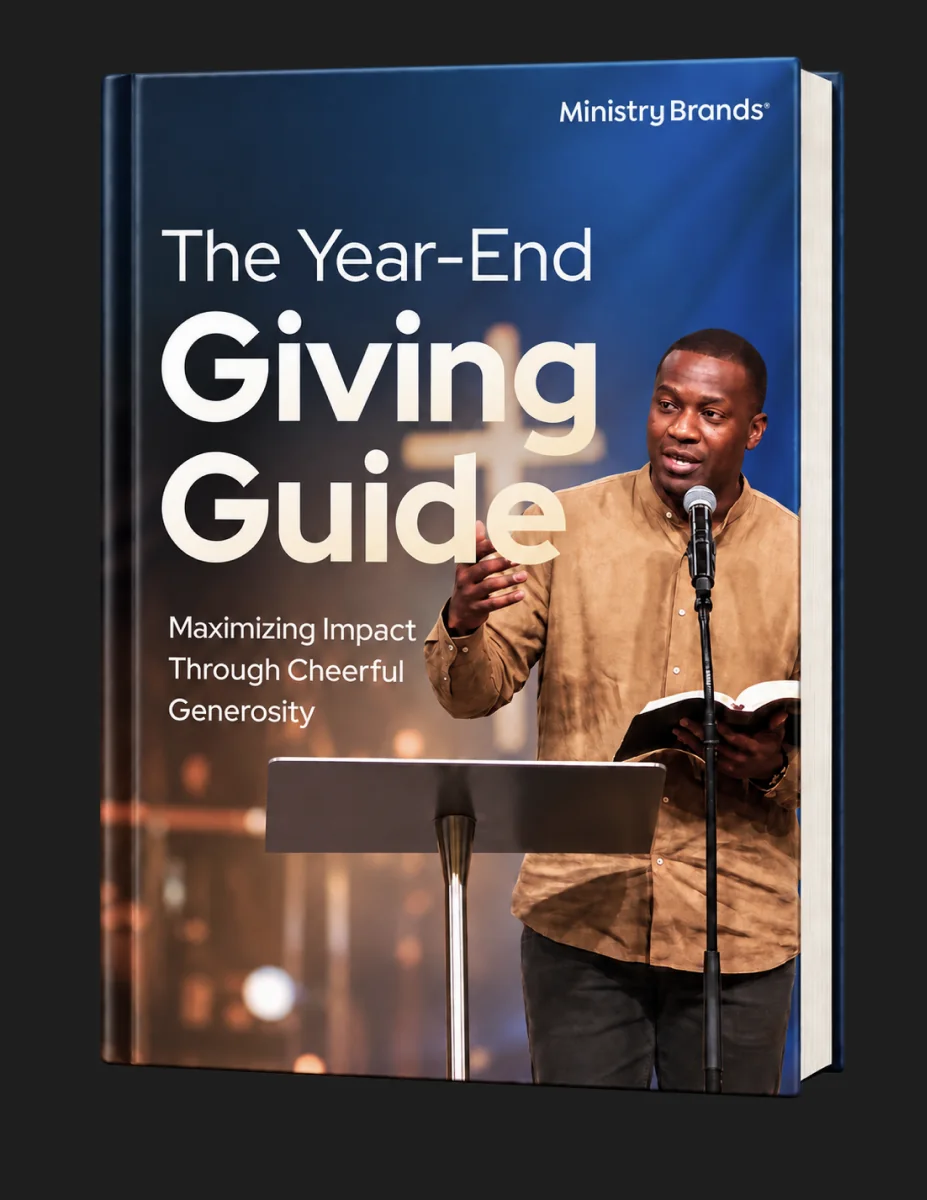 Ministry Brands®
The Year-End
Giving
Guide
Maximizing Impact
Through Cheerful
Generosity